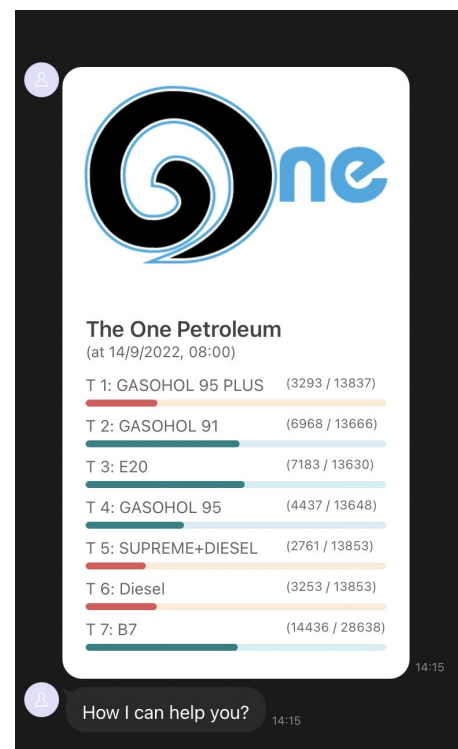 One
The One Petroleum
(at 14/9/2022, 08:00)
T 1: GASOHOL 95 PLUS (3293 / 13837)
T 2: GASOHOL 91 (6968 / 13666)
T 3: E20 (7183 / 13630)
T 4: GASOHOL 95 (4437 / 13648)
T 5: SUPREME+DIESEL (2761 / 13853)
T 6: Diesel (3253 / 13853)
T 7: B7 (14436 / 28638)
14:15
How I can help you?
14:15